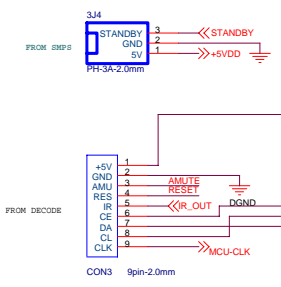 3J4
STANDBY 3 STANDBY
FROM SMPS GND 2
5V 1 +5VDD
PH-3A-2.0mm
+5V 1
GND 2
AMU 3 AMUTE
RES 4 RESET
FROM DECODE IR 5 IR_OUT DGND
CE 6
DA 7
CL 8
CLK 9 MCU-CLK
CON3 9pin-2.0mm